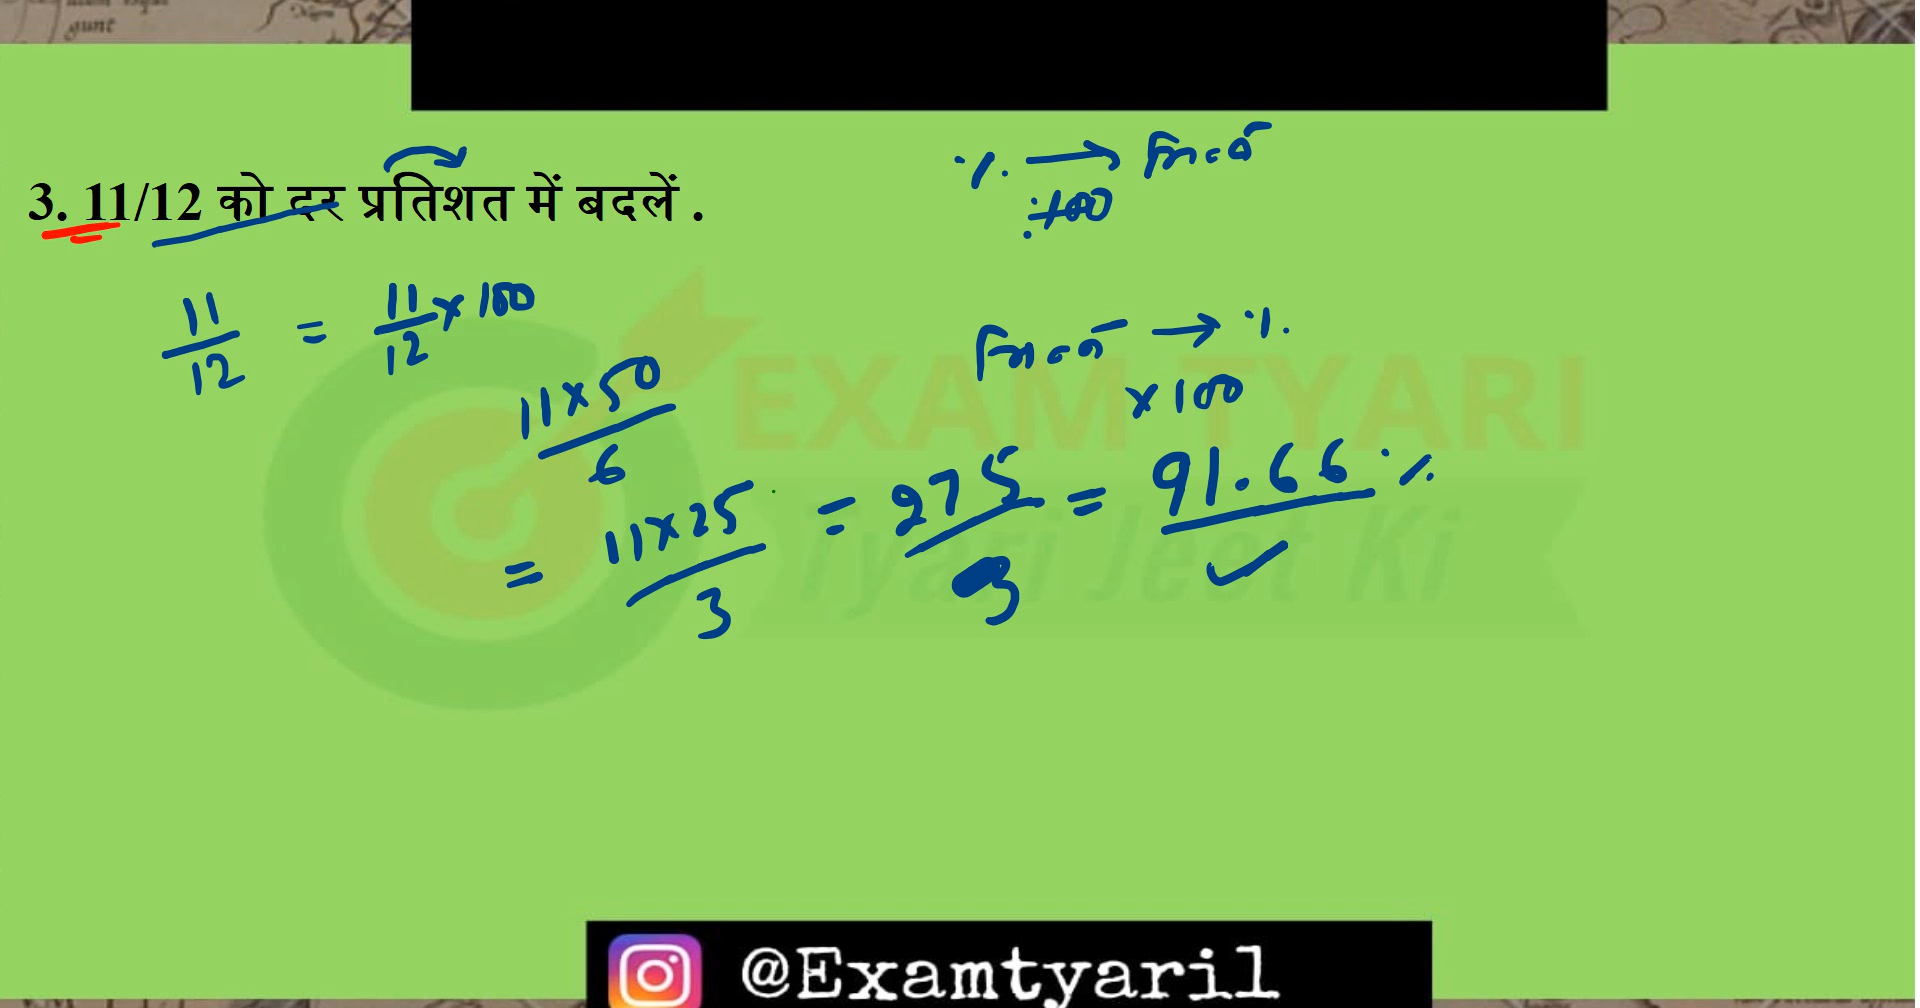 gune
3. 11/12 को दर प्रतिशत में बदलें .
% → भिन्न
÷100
11/12 = 11/12 × 100
भिन्न → %
× 100
11×50/6
= 11×25/3 = 275/3 = 91.66 %
EXAM TYARI
Tyari Jeet Ki
@Examtyari1